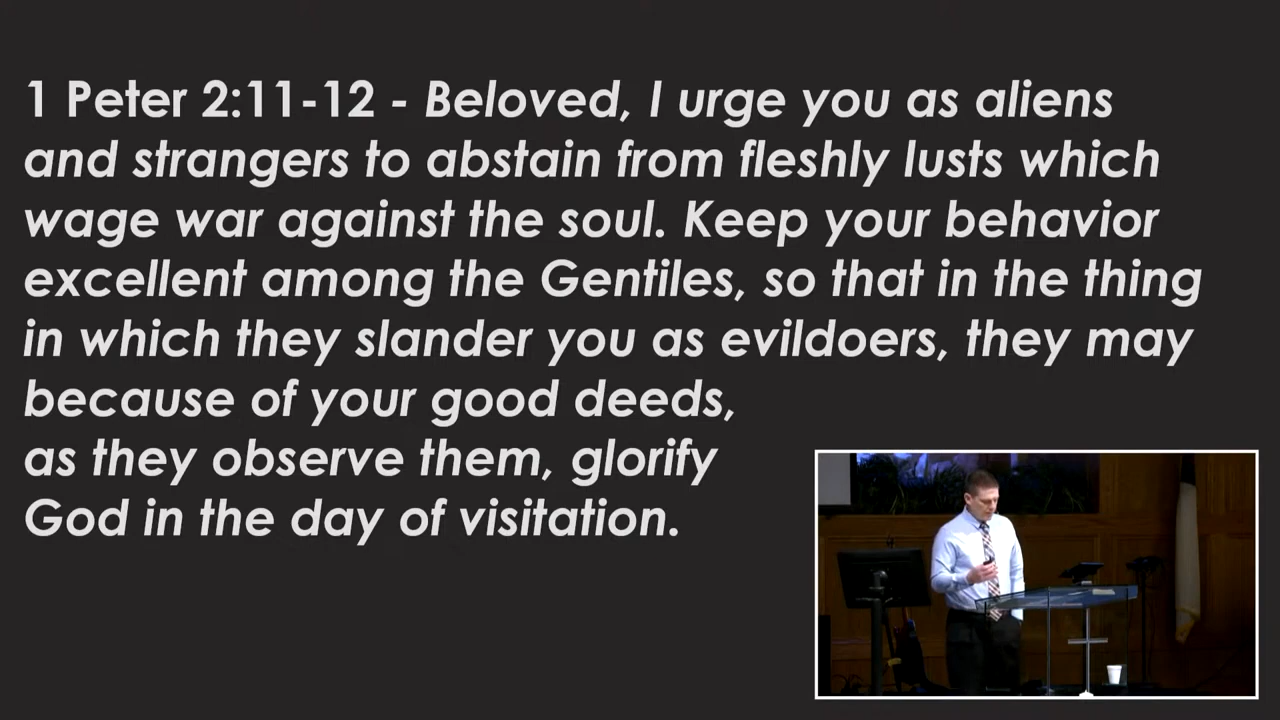 1 Peter 2:11-12 - Beloved, I urge you as aliens
and strangers to abstain from fleshly lusts which
wage war against the soul. Keep your behavior
excellent among the Gentiles, so that in the thing
in which they slander you as evildoers, they may
because of your good deeds,
as they observe them, glorify
God in the day of visitation.